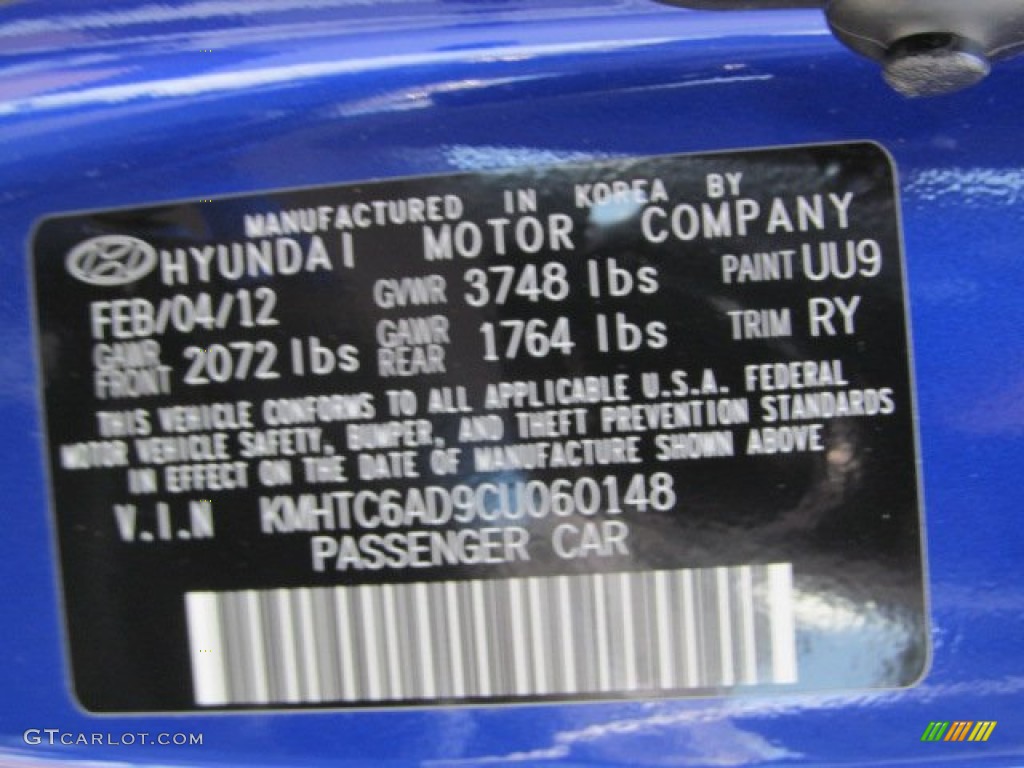 MANUFACTURED IN KOREA BY
HYUNDAI MOTOR COMPANY
FEB/04/12 GVWR 3748 lbs PAINT UU9
GAWR FRONT 2072 lbs GAWR REAR 1764 lbs TRIM RY
THIS VEHICLE CONFORMS TO ALL APPLICABLE U.S.A. FEDERAL
MOTOR VEHICLE SAFETY, BUMPER, AND THEFT PREVENTION STANDARDS
IN EFFECT ON THE DATE OF MANUFACTURE SHOWN ABOVE
V.I.N KMHTC6AD9CU060148
PASSENGER CAR
GTCARLOT.COM